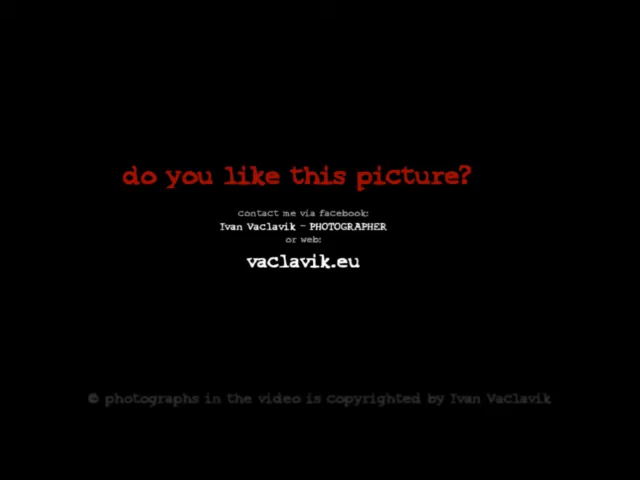 do you like this picture?
contact me via facebook:
Ivan Vaclavik - PHOTOGRAPHER
or web:
vaclavik.eu
© photographs in the video is copyrighted by Ivan Vaclavik